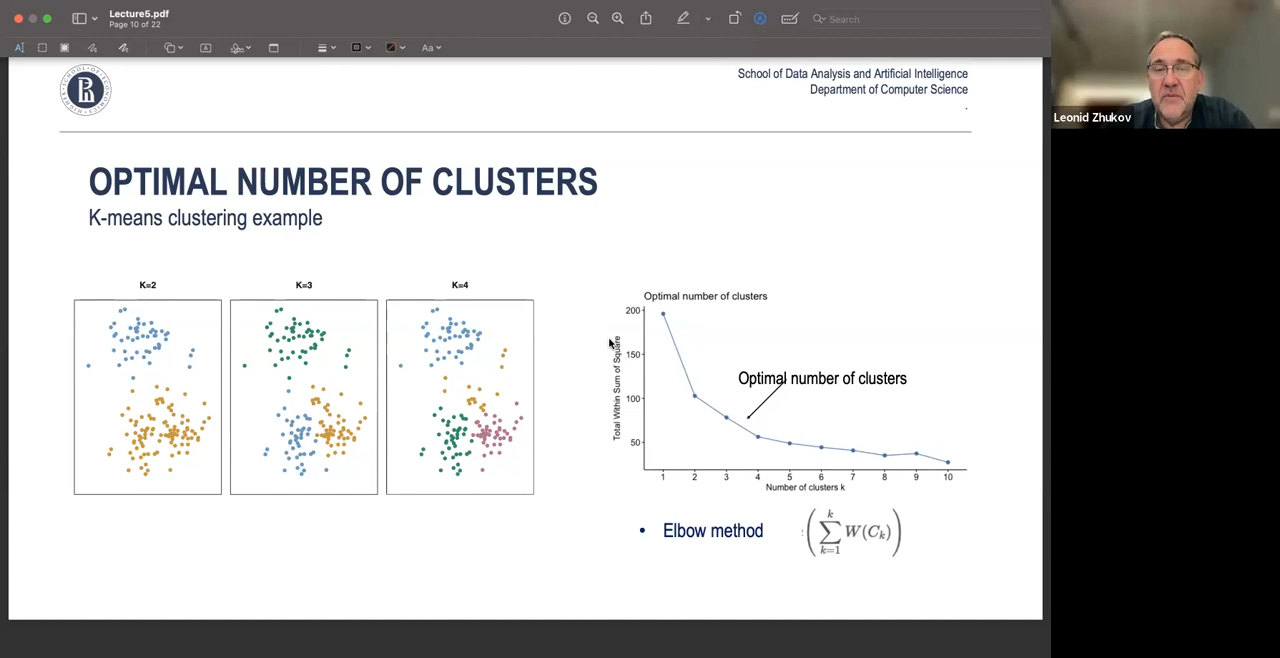 Lecture5.pdf
Page 10 of 22
Search
School of Data Analysis and Artificial Intelligence
Department of Computer Science
.
OPTIMAL NUMBER OF CLUSTERS
K-means clustering example
K=2
K=3
K=4
Optimal number of clusters
200
150
100
50
Total Within Sum of Square
Optimal number of clusters
1 2 3 4 5 6 7 8 9 10
Number of clusters k
• Elbow method
: ( ∑ k=1 k W(Cₖ) )
Leonid Zhukov